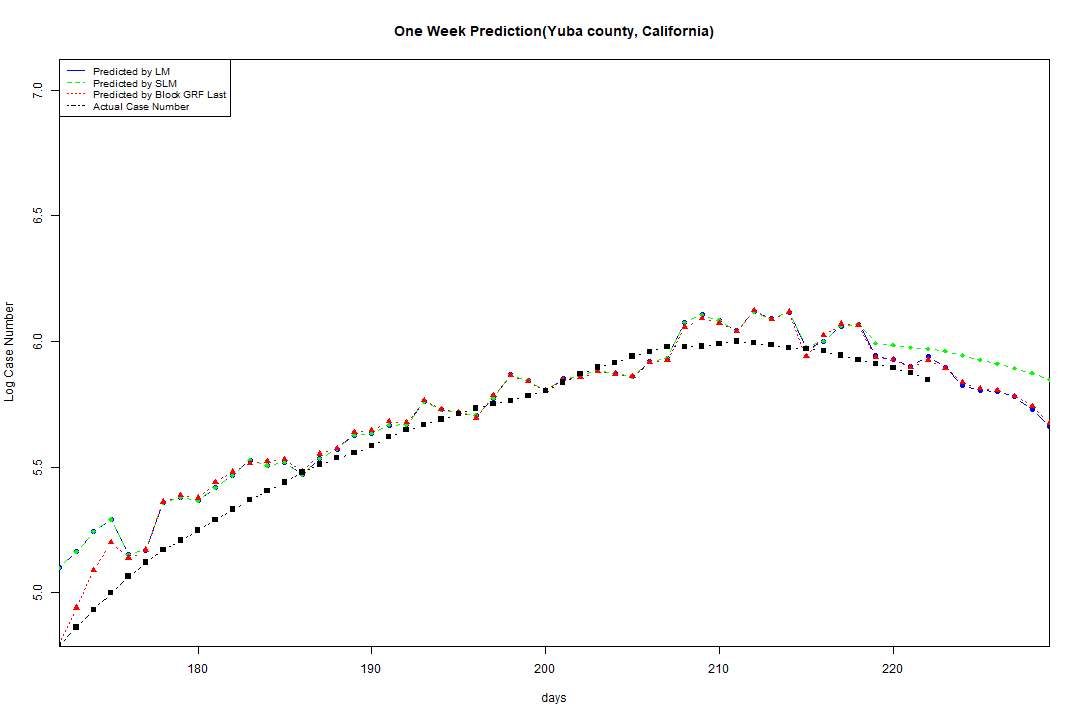 One Week Prediction(Yuba county, California)
Predicted by LM
Predicted by SLM
Predicted by Block GRF Last
Actual Case Number
7.0
6.5
6.0
5.5
5.0
Log Case Number
180 190 200 210 220
days